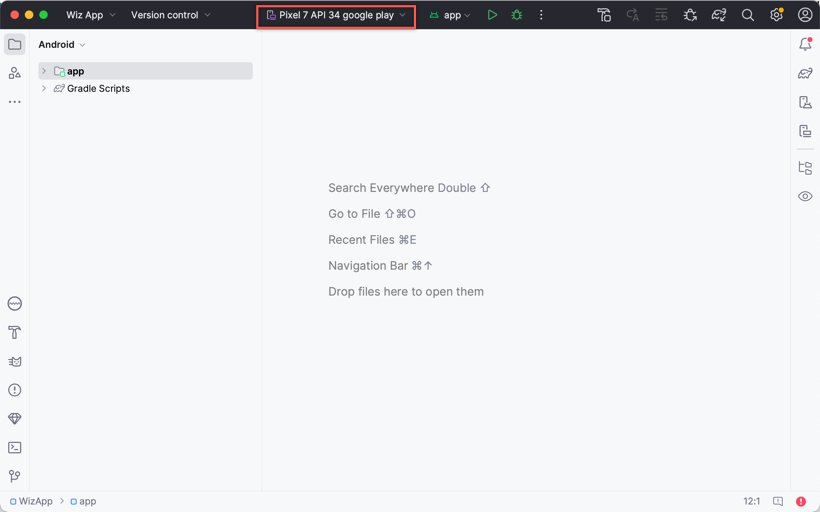 Wiz App
Version control
Pixel 7 API 34 google play
app
Android
app
Gradle Scripts
Search Everywhere Double ⇧
Go to File ⇧⌘O
Recent Files ⌘E
Navigation Bar ⌘↑
Drop files here to open them
WizApp > app
12:1